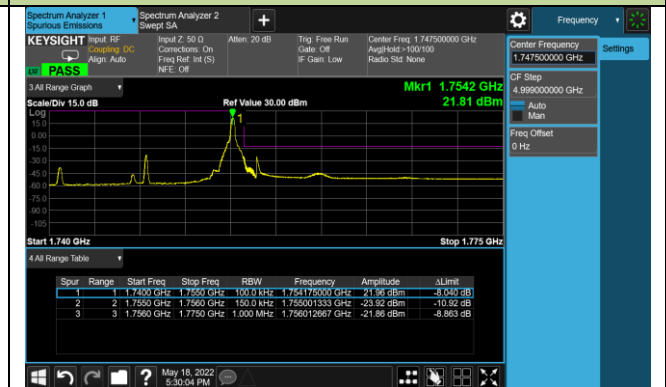 Spectrum Analyzer 1
Spurious Emissions
Spectrum Analyzer 2
Swept SA
+
Frequency
KEYSIGHT
Input: RF
Coupling: DC
Align: Auto
Input Z: 50 Ω
Corrections: On
Freq Ref: Int (S)
NFE: Off
Atten: 20 dB
Trig: Free Run
Gate: Off
IF Gain: Low
Center Freq: 1.747500000 GHz
Avg|Hold:>100/100
Radio Std: None
LW PASS
Center Frequency
1.747500000 GHz
Settings
CF Step
4.999000000 GHz
Auto
Man
Freq Offset
0 Hz
3 All Range Graph
Mkr1 1.7542 GHz
Scale/Div 15.0 dB
Ref Value 30.00 dBm
21.81 dBm
Log
15.0
0.00
-15.0
-30.0
-45.0
-60.0
-75.0
-90.0
-105
1
Start 1.740 GHz
Stop 1.775 GHz
4 All Range Table
Spur Range Start Freq Stop Freq RBW Frequency Amplitude ΔLimit
1 1 1.7400 GHz 1.7550 GHz 100.0 kHz 1.754175000 GHz 21.96 dBm -8.040 dB
2 2 1.7550 GHz 1.7560 GHz 150.0 kHz 1.755001333 GHz -23.92 dBm -10.92 dB
3 3 1.7560 GHz 1.7750 GHz 1.000 MHz 1.756012667 GHz -21.86 dBm -8.863 dB
?
May 18, 2022
5:30:04 PM